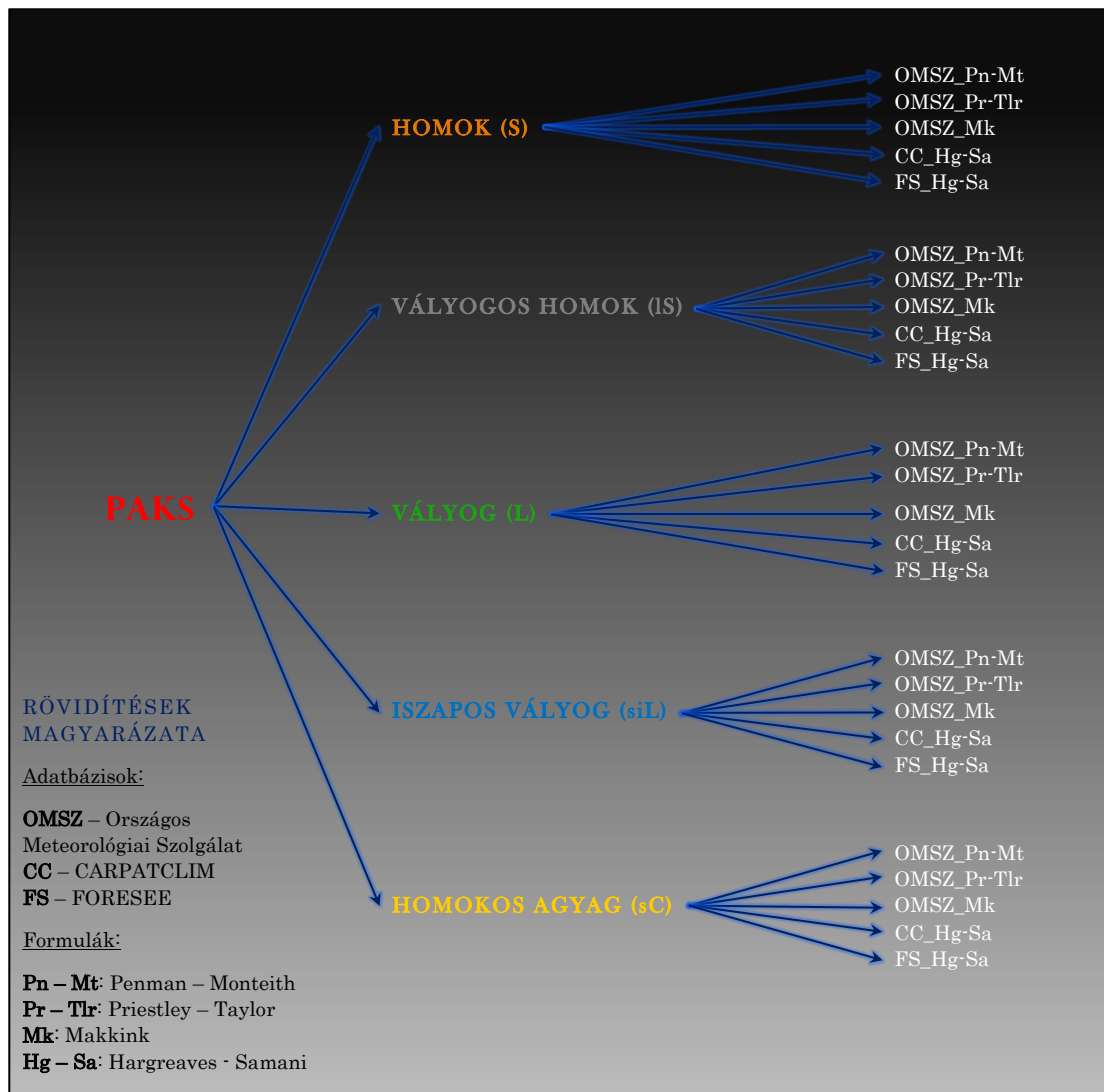 OMSZ_Pn-Mt
OMSZ_Pr-Tlr
HOMOK (S)
OMSZ_Mk
CC_Hg-Sa
FS_Hg-Sa
OMSZ_Pn-Mt
OMSZ_Pr-Tlr
VÁLYOGOS HOMOK (lS)
OMSZ_Mk
CC_Hg-Sa
FS_Hg-Sa
OMSZ_Pn-Mt
OMSZ_Pr-Tlr
PAKS
VÁLYOG (L)
OMSZ_Mk
CC_Hg-Sa
FS_Hg-Sa
OMSZ_Pn-Mt
OMSZ_Pr-Tlr
ISZAPOS VÁLYOG (siL)
OMSZ_Mk
CC_Hg-Sa
FS_Hg-Sa
OMSZ_Pn-Mt
OMSZ_Pr-Tlr
HOMOKOS AGYAG (sC)
OMSZ_Mk
CC_Hg-Sa
FS_Hg-Sa
RÖVIDÍTÉSEK
MAGYARÁZATA
Adatbázisok:
OMSZ – Országos
Meteorológiai Szolgálat
CC – CARPATCLIM
FS – FORESEE
Formulák:
Pn – Mt: Penman – Monteith
Pr – Tlr: Priestley – Taylor
Mk: Makkink
Hg – Sa: Hargreaves - Samani